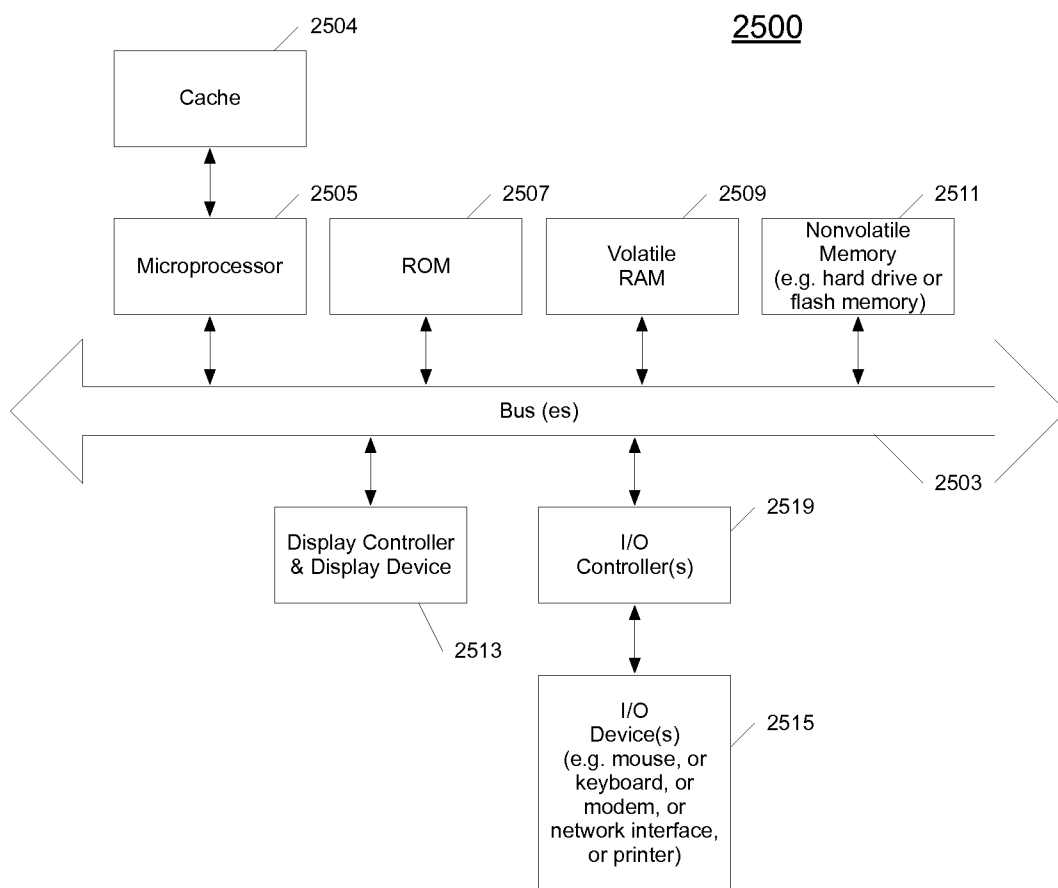 2500
2504
Cache
2505
2507
2509
2511
Microprocessor
ROM
Volatile
RAM
Nonvolatile
Memory
(e.g. hard drive or
flash memory)
Bus (es)
2503
Display Controller
& Display Device
2513
2519
I/O
Controller(s)
2515
I/O
Device(s)
(e.g. mouse, or
keyboard, or
modem, or
network interface,
or printer)